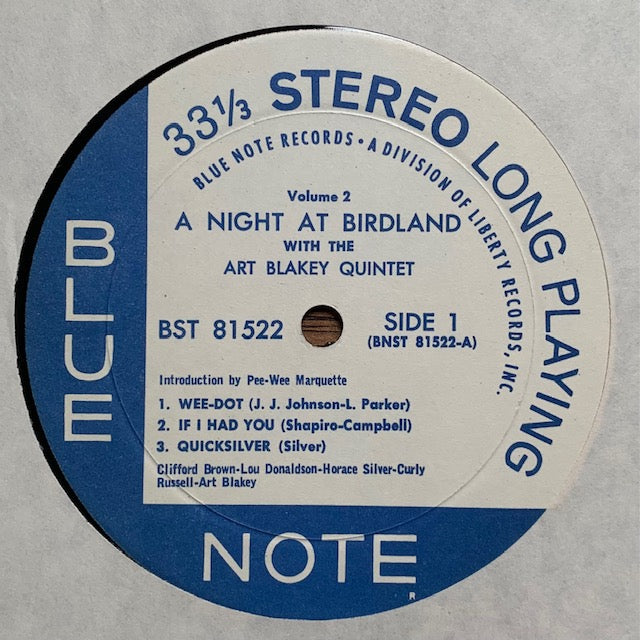 33⅓ STEREO LONG PLAYING
BLUE NOTE RECORDS • A DIVISION OF LIBERTY RECORDS, INC.
Volume 2
A NIGHT AT BIRDLAND
WITH THE
ART BLAKEY QUINTET
BST 81522
SIDE 1
(BNST 81522-A)
Introduction by Pee-Wee Marquette
1. WEE-DOT (J. J. Johnson-L. Parker)
2. IF I HAD YOU (Shapiro-Campbell)
3. QUICKSILVER (Silver)
Clifford Brown-Lou Donaldson-Horace Silver-Curly
Russell-Art Blakey
BLUE
NOTE
R